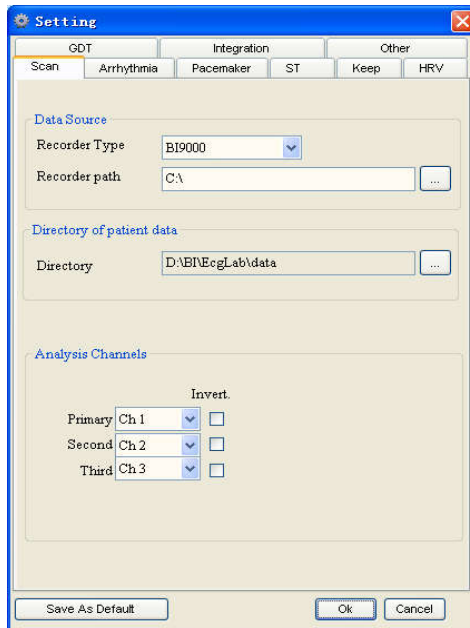 Setting
GDT Integration Other
Scan Arrhythmia Pacemaker ST Keep HRV
Data Source
Recorder Type BI9000
Recorder path C:\ ...
Directory of patient data
Directory D:\BI\EcgLab\data ...
Analysis Channels
Invert.
Primary Ch 1
Second Ch 2
Third Ch 3
Save As Default Ok Cancel